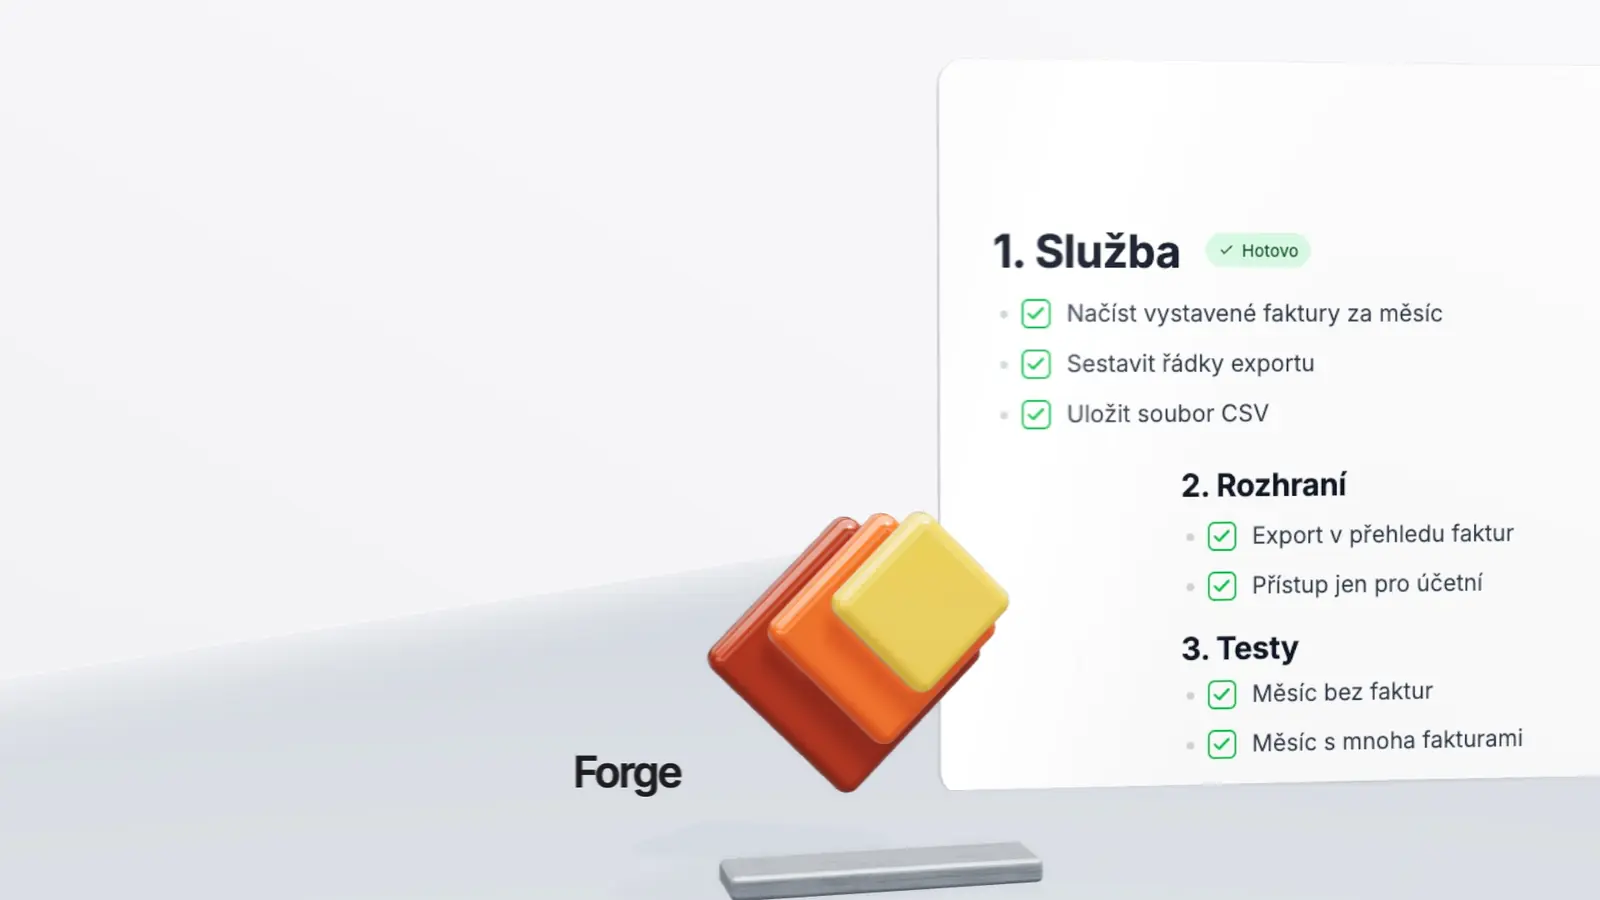 1. Služba
Hotovo
Načíst vystavené faktury za měsíc
Sestavit řádky exportu
Uložit soubor CSV
2. Rozhraní
Export v přehledu faktur
Přístup jen pro účetní
3. Testy
Měsíc bez faktur
Měsíc s mnoha fakturami
Forge